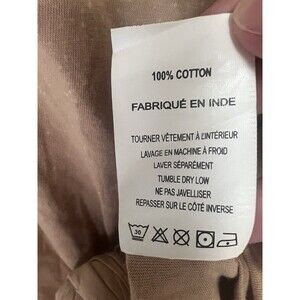 100% COTTON
FABRIQUÉ EN INDE
TOURNER VÊTEMENT À L'INTÉRIEUR
LAVAGE EN MACHINE À FROID
LAVER SÉPARÉMENT
TUMBLE DRY LOW
NE PAS JAVELLISER
REPASSER SUR LE CÔTÉ INVERSE
30